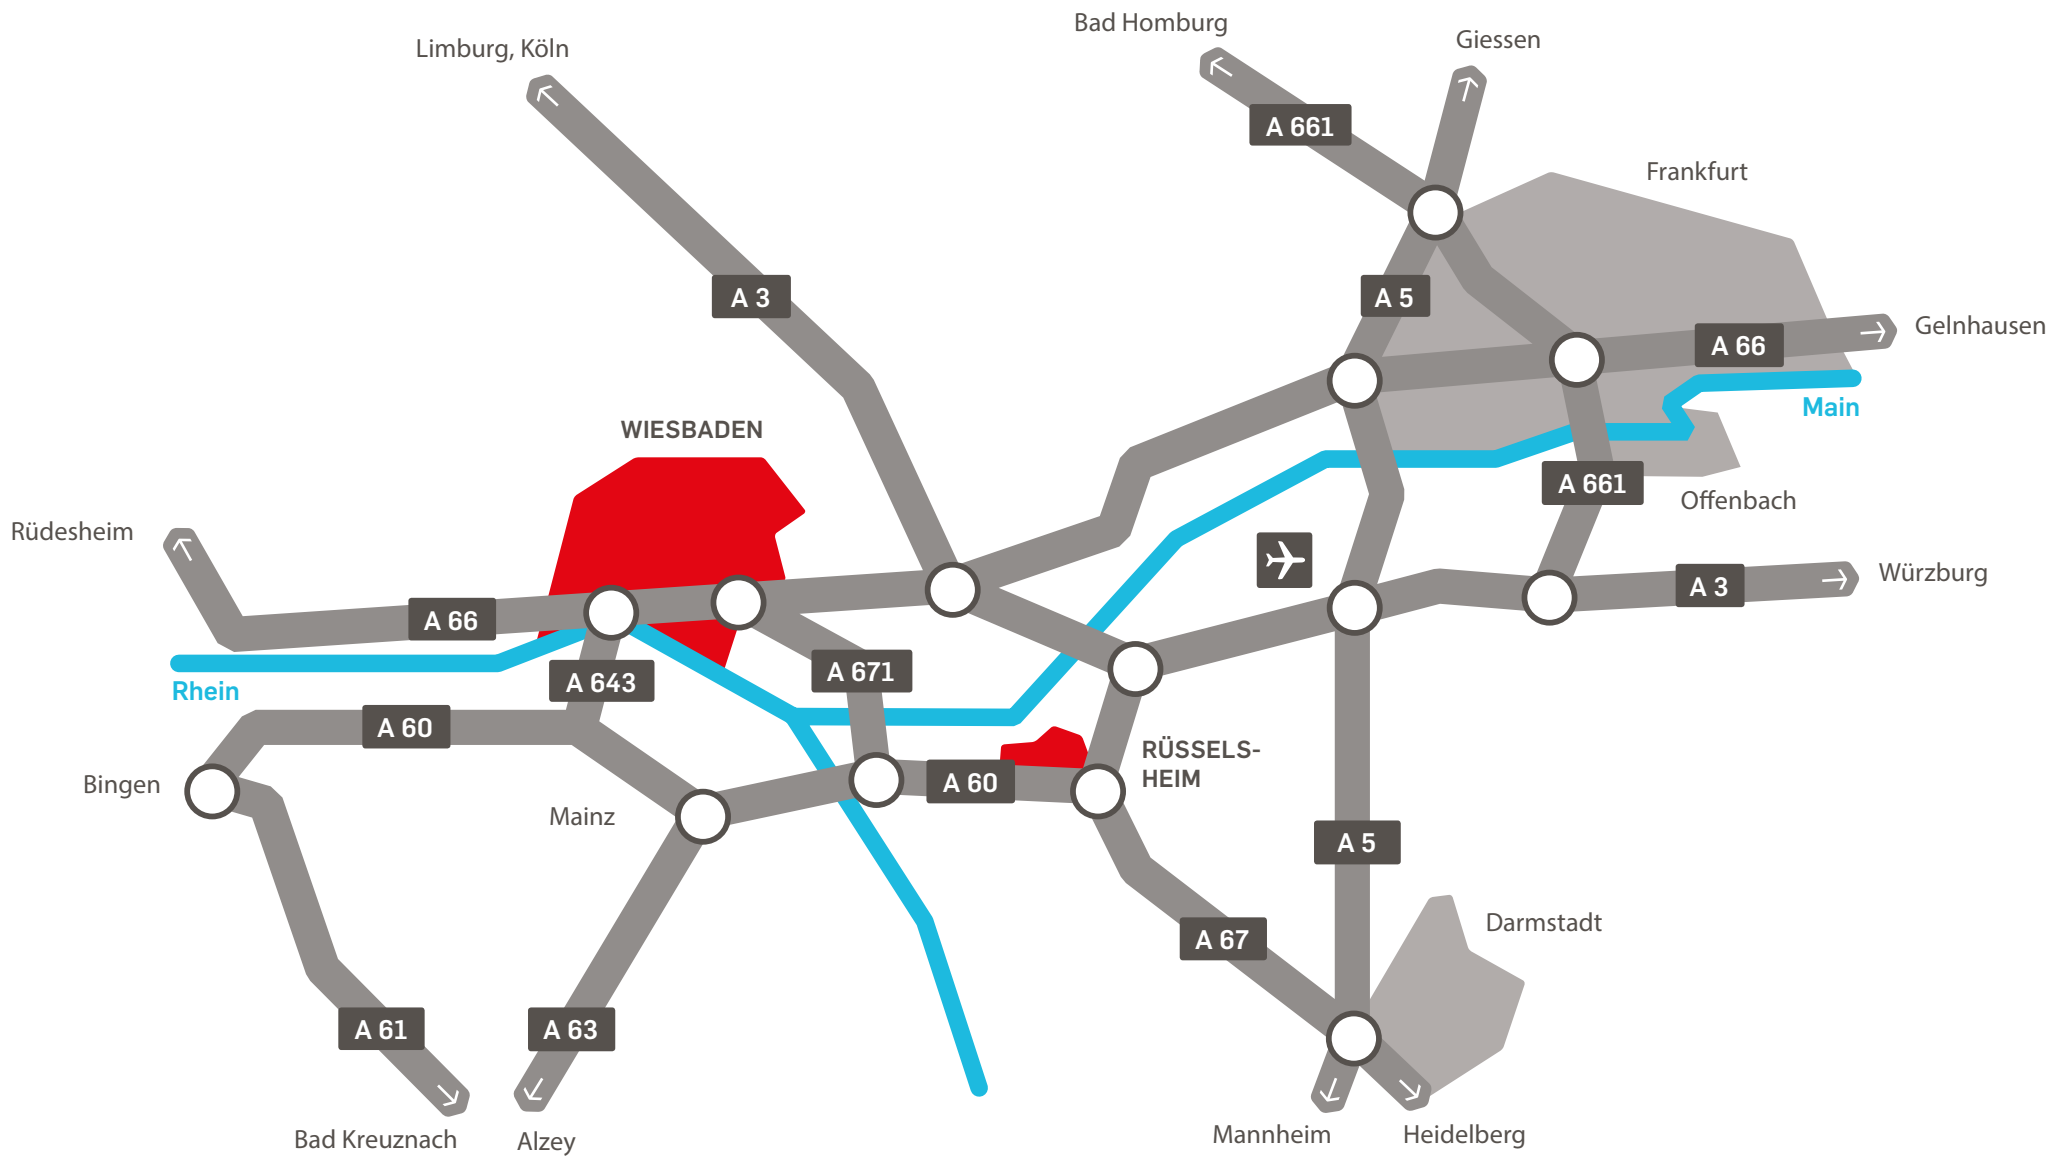 Bad Homburg
Giessen
Limburg, Köln
A 661
Frankfurt
A 3
A 5
Gelnhausen
A 66
Main
WIESBADEN
A 661
Offenbach
Rüdesheim
Würzburg
A 3
A 66
A 671
A 643
Rhein
A 60
RÜSSELS-
HEIM
A 60
Bingen
Mainz
A 5
Darmstadt
A 67
A 61
A 63
Bad Kreuznach
Alzey
Mannheim
Heidelberg